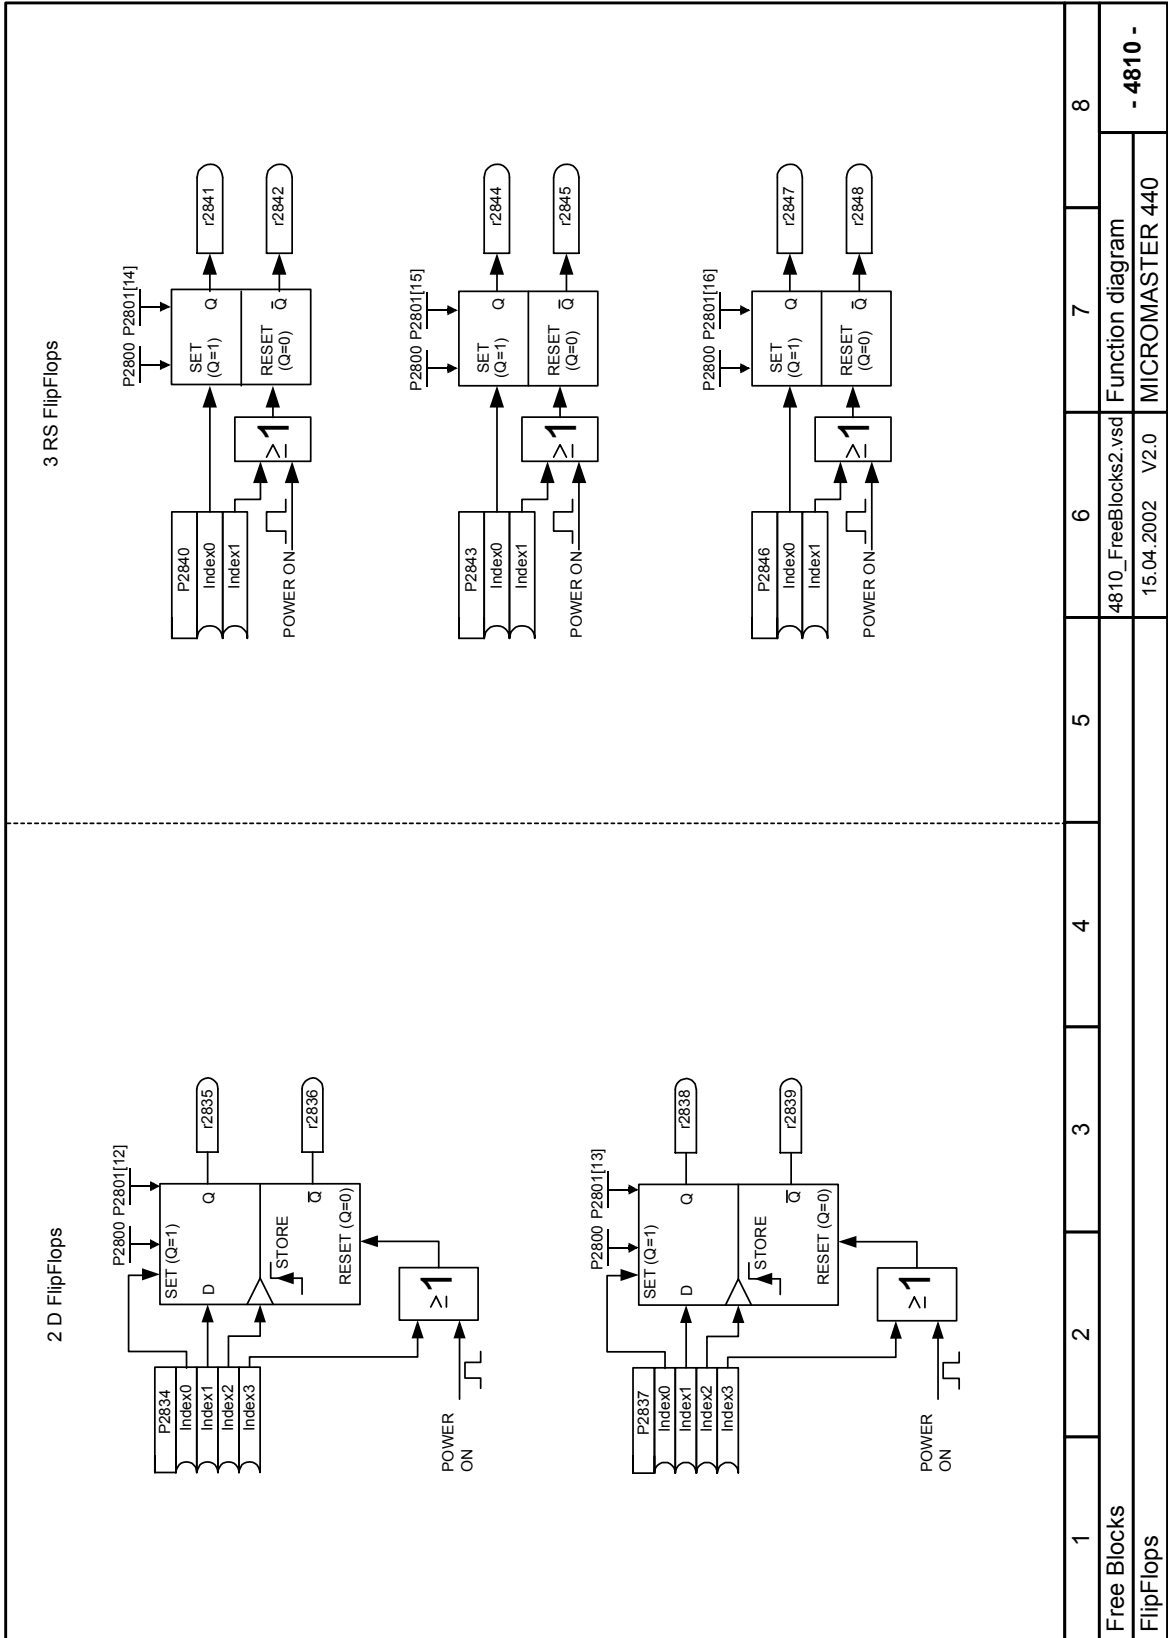 2 D FlipFlops
P2800 P2801[12]
P2834
Index0
Index1
Index2
Index3
SET (Q=1)
D
Q
STORE
RESET (Q=0)
Q
r2835
r2836
POWER
ON
≥1
P2800 P2801[13]
P2837
Index0
Index1
Index2
Index3
SET (Q=1)
D
Q
STORE
RESET (Q=0)
Q
r2838
r2839
POWER
ON
≥1
3 RS FlipFlops
P2800 P2801[14]
P2840
Index0
Index1
SET
(Q=1)
Q
RESET
(Q=0)
Q
r2841
r2842
POWER ON
≥1
P2800 P2801[15]
P2843
Index0
Index1
SET
(Q=1)
Q
RESET
(Q=0)
Q
r2844
r2845
POWER ON
≥1
P2800 P2801[16]
P2846
Index0
Index1
SET
(Q=1)
Q
RESET
(Q=0)
Q
r2847
r2848
POWER ON
≥1
1 2 3 4 5 6 7 8
Free Blocks 4810_FreeBlocks2.vsd Function diagram - 4810 -
FlipFlops 15.04.2002 V2.0 MICROMASTER 440